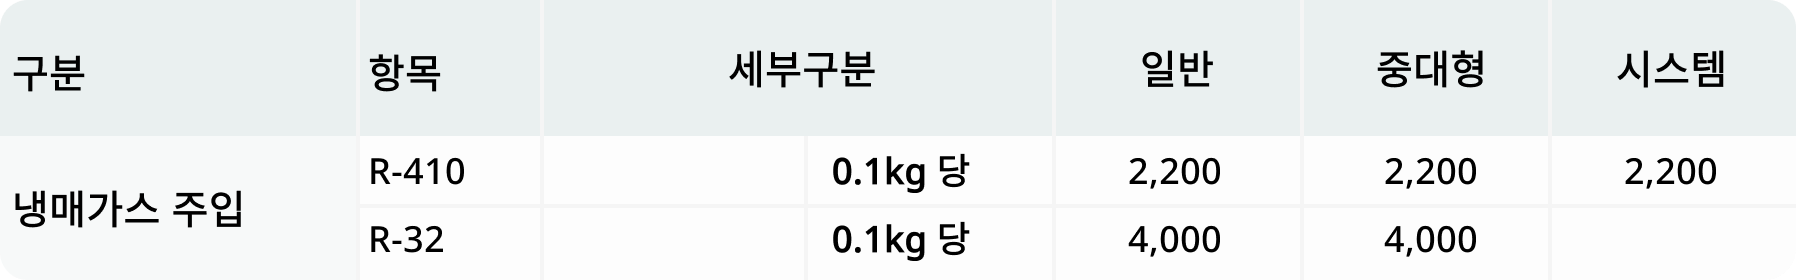 구분 항목 세부구분 일반 중대형 시스템
냉매가스 주입 R-410 0.1kg 당 2,200 2,200 2,200
R-32 0.1kg 당 4,000 4,000